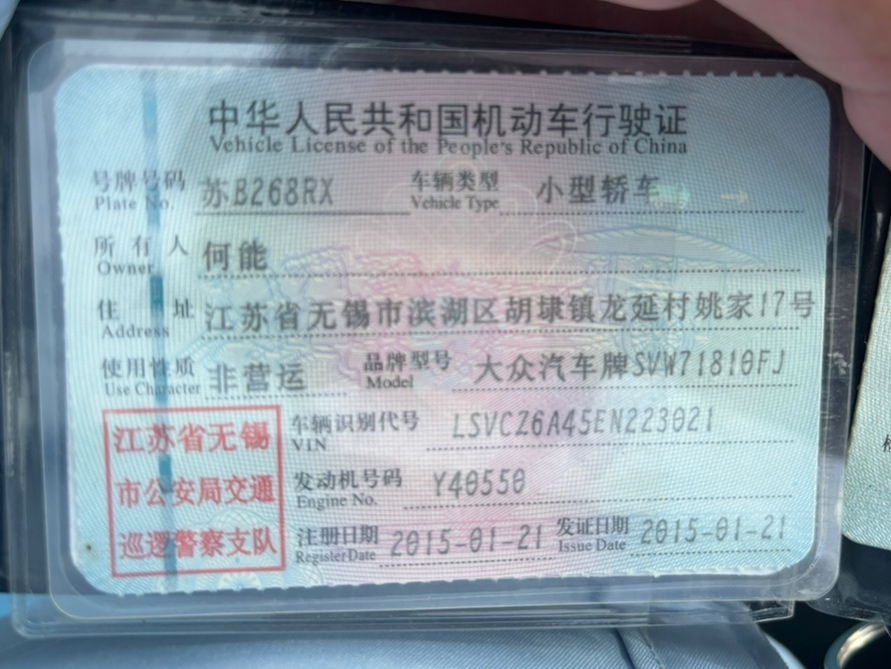 中华人民共和国机动车行驶证
Vehicle License of the People's Republic of China
号牌号码 苏B268RX 车辆类型 小型轿车
Plate No. Vehicle Type
所有人 何能
Owner
住址 江苏省无锡市滨湖区胡埭镇龙延村姚家17号
Address
使用性质 非营运 品牌型号 大众汽车牌SVW71810FJ
Use Character Model
江苏省无锡 车辆识别代号 LSVCZ6A45EN223021
VIN
市公安局交通 发动机号码 Y40550
Engine No.
巡逻警察支队 注册日期 2015-01-21 发证日期 2015-01-21
Register Date Issue Date